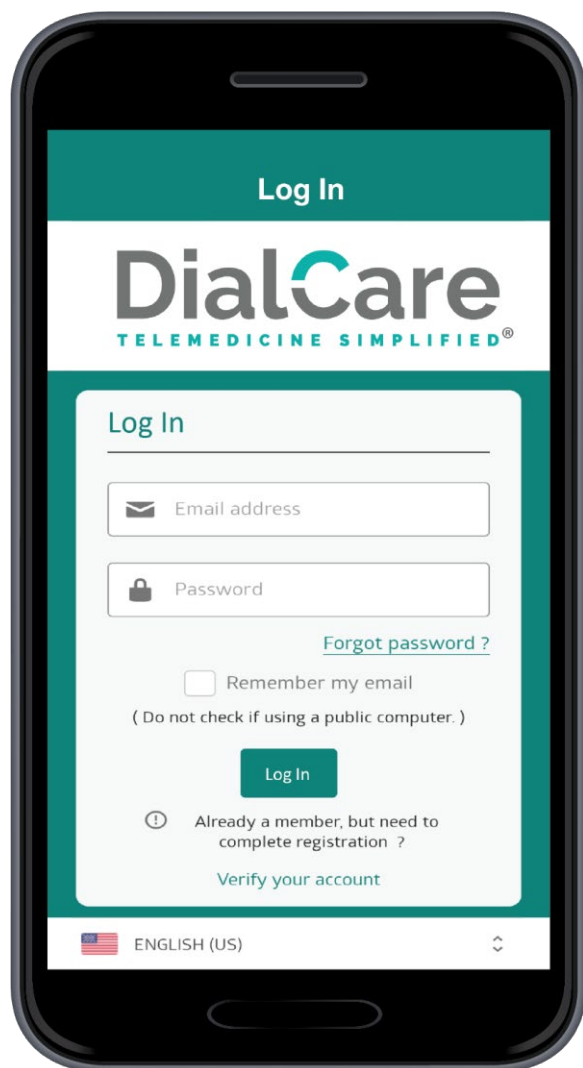 Log In
DialCare
TELEMEDICINE SIMPLIFIED®
Log In
Email address
Password
Forgot password ?
Remember my email
( Do not check if using a public computer. )
Log In
Already a member, but need to
complete registration ?
Verify your account
ENGLISH (US)